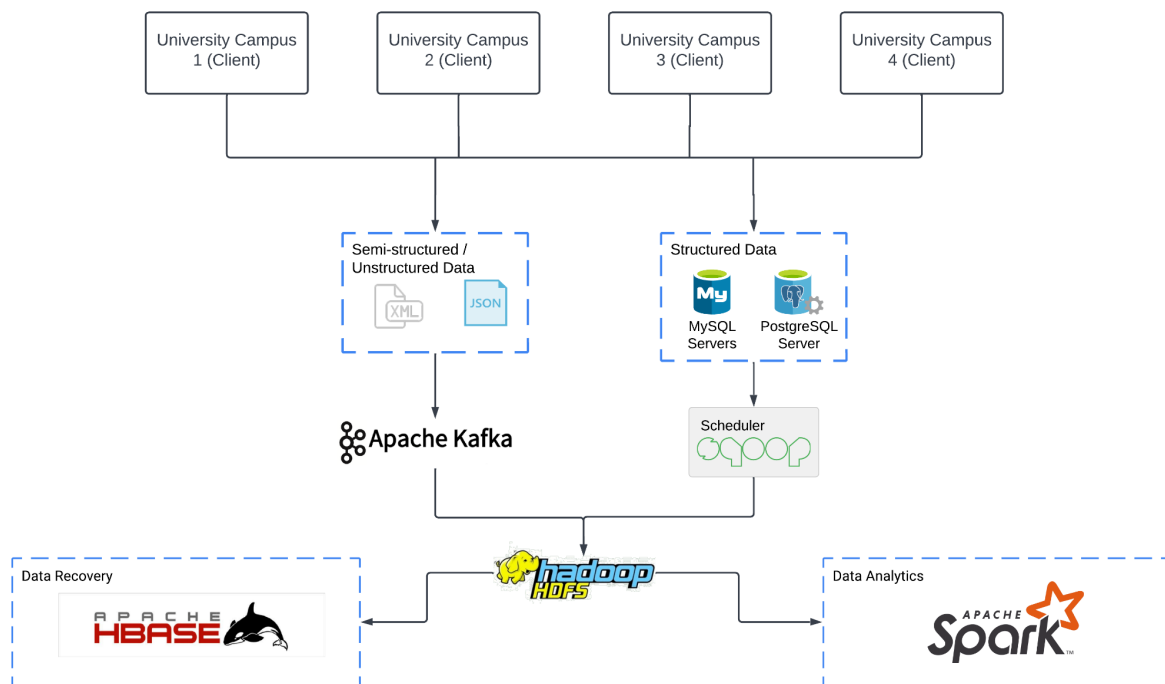 University Campus
1 (Client)
University Campus
2 (Client)
University Campus
3 (Client)
University Campus
4 (Client)
Semi-structured /
Unstructured Data
XML
JSON
Structured Data
My
MySQL
Servers
PostgreSQL
Server
Apache Kafka
Scheduler
sqoop
hadoop
HDFS
Data Recovery
APACHE
HBASE
Data Analytics
APACHE
Spark
TM